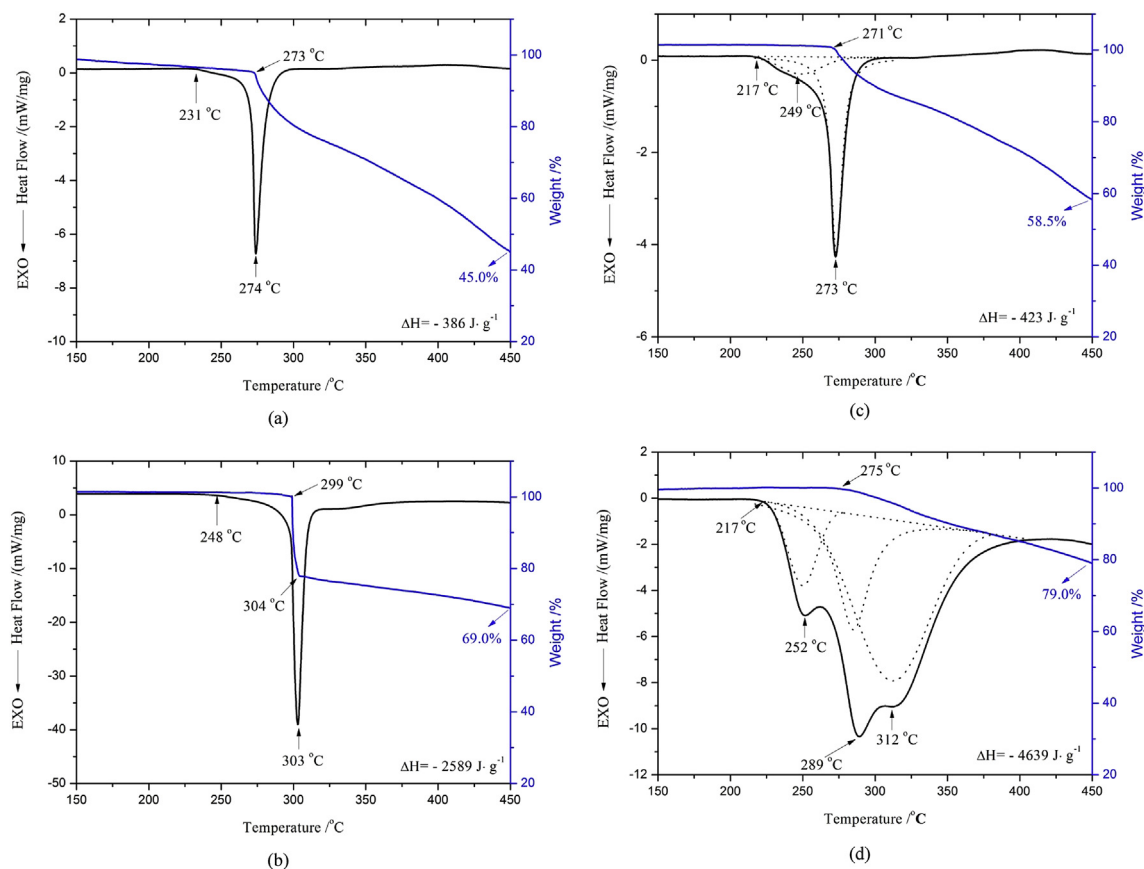 2
0
-2
-4
-6
-8
-10
EXO ⟶ Heat Flow /(mW/mg)
100
80
60
40
20
Weight /%
273 °C
231 °C
274 °C
45.0%
ΔH= - 386 J· g⁻¹
150 200 250 300 350 400 450
Temperature /°C
(a)
0
-2
-4
-6
EXO ⟶ Heat Flow /(mW/mg)
100
80
60
40
20
Weight /%
271 °C
217 °C
249 °C
273 °C
58.5%
ΔH= - 423 J· g⁻¹
150 200 250 300 350 400 450
Temperature /°C
(c)
10
0
-10
-20
-30
-40
-50
EXO ⟶ Heat Flow /(mW/mg)
100
80
60
40
20
Weight /%
299 °C
248 °C
304 °C
303 °C
69.0%
ΔH= - 2589 J· g⁻¹
150 200 250 300 350 400 450
Temperature /°C
(b)
2
0
-2
-4
-6
-8
-10
-12
EXO ⟶ Heat Flow /(mW/mg)
100
80
60
40
20
Weight /%
275 °C
217 °C
252 °C
289 °C
312 °C
79.0%
ΔH= - 4639 J· g⁻¹
150 200 250 300 350 400 450
Temperature /°C
(d)